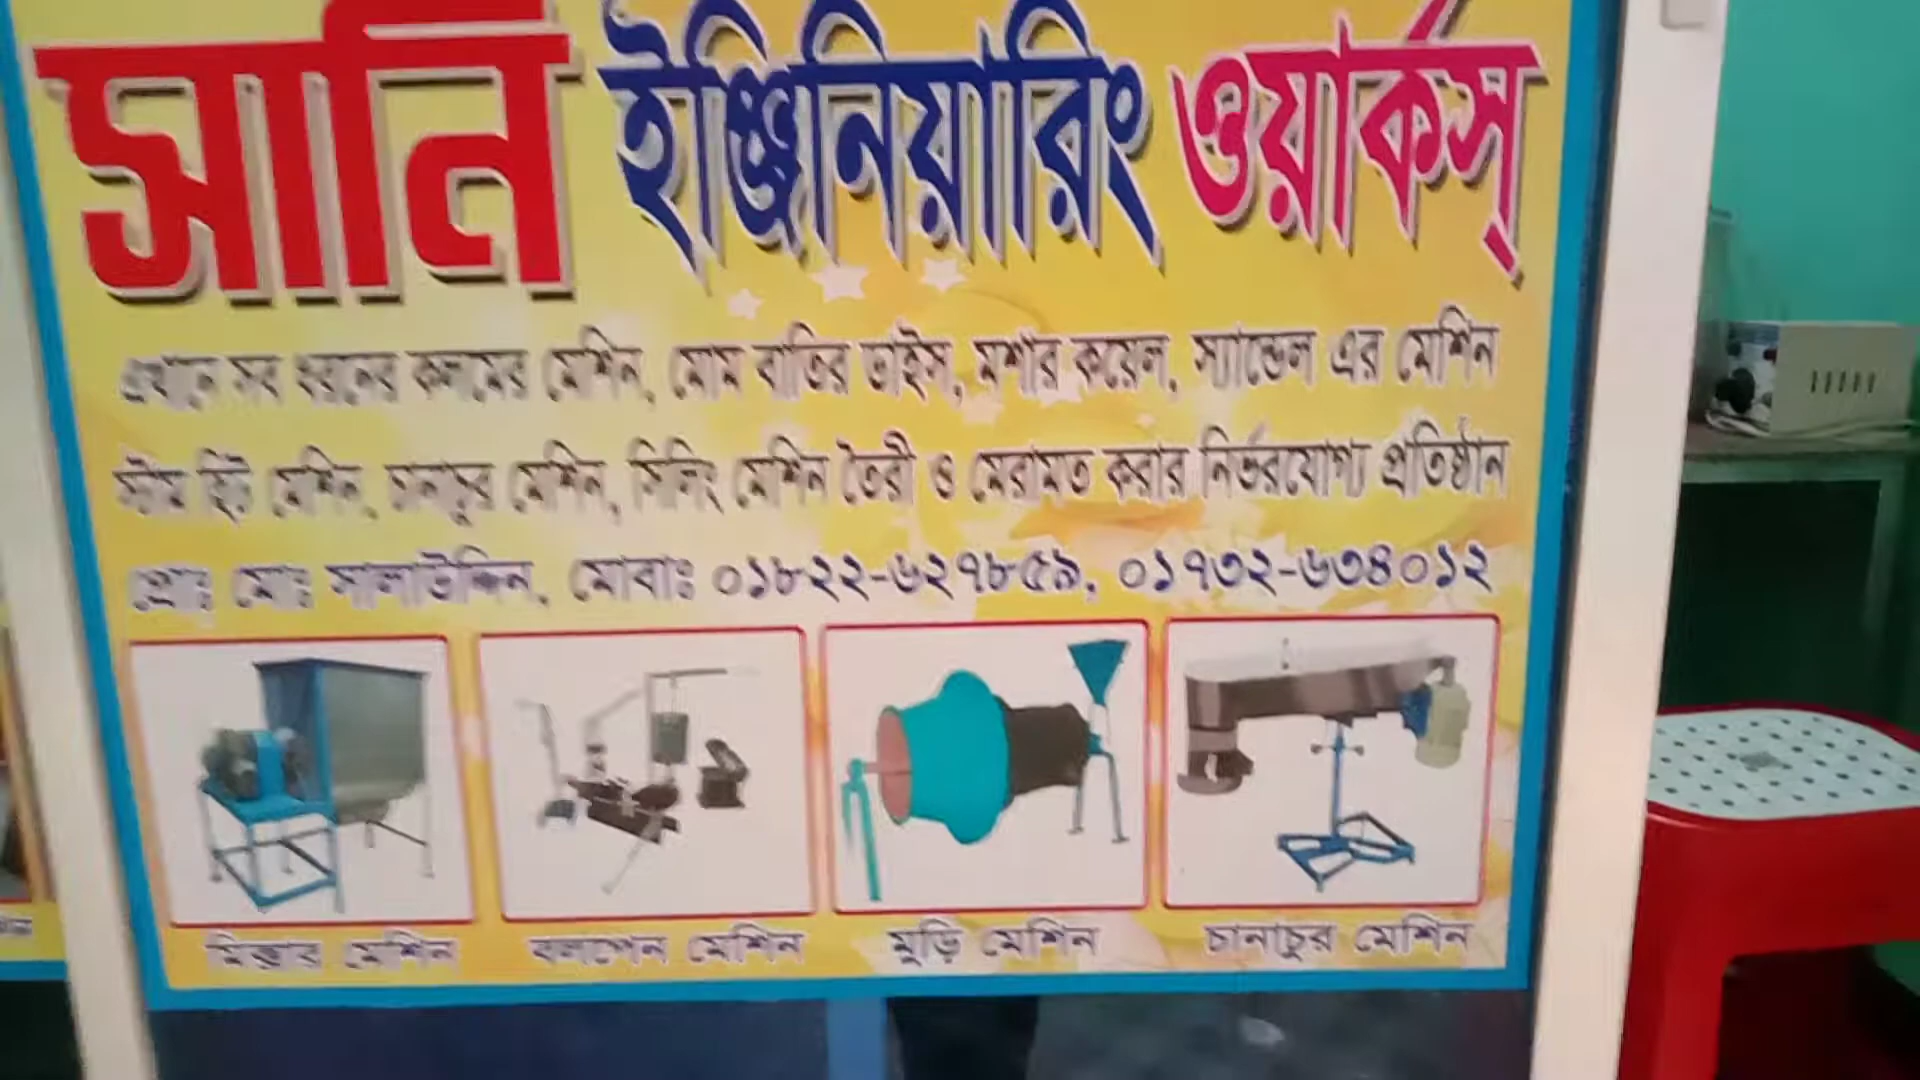 সানি ইঞ্জিনিয়ারিং ওয়ার্কস্
এখানে সব ধরনের কলমের মেশিন, মোম বাতির ডাইস, মশার কয়েল, স্যান্ডেল এর মেশিন
মেশিন, চানাচুর মেশিন, সিলিং মেশিন তৈরী ও মেরামত করার নির্ভরযোগ্য প্রতিষ্ঠান
প্রোঃ মোঃ সালাউদ্দিন, মোবাঃ ০১৮২২-৬২৭৮৫৯, ০১৭৩২-৬৩৪০১২
মিক্সার মেশিন
বলপেন মেশিন
মুড়ি মেশিন
চানাচুর মেশিন